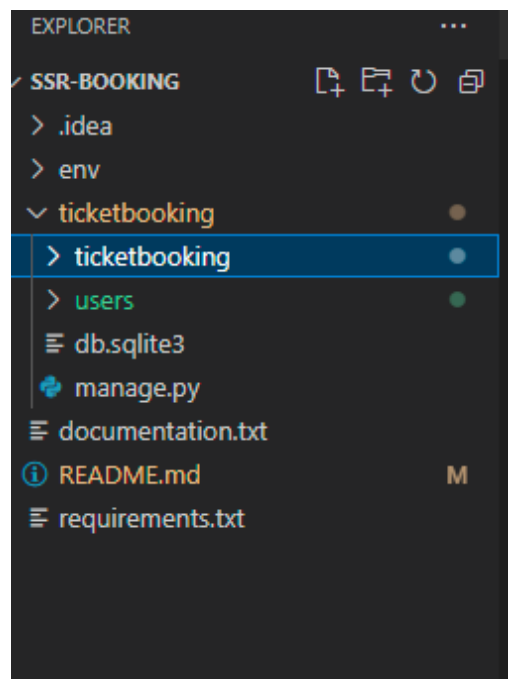 EXPLORER
SSR-BOOKING
.idea
env
ticketbooking
ticketbooking
users
db.sqlite3
manage.py
documentation.txt
README.md M
requirements.txt